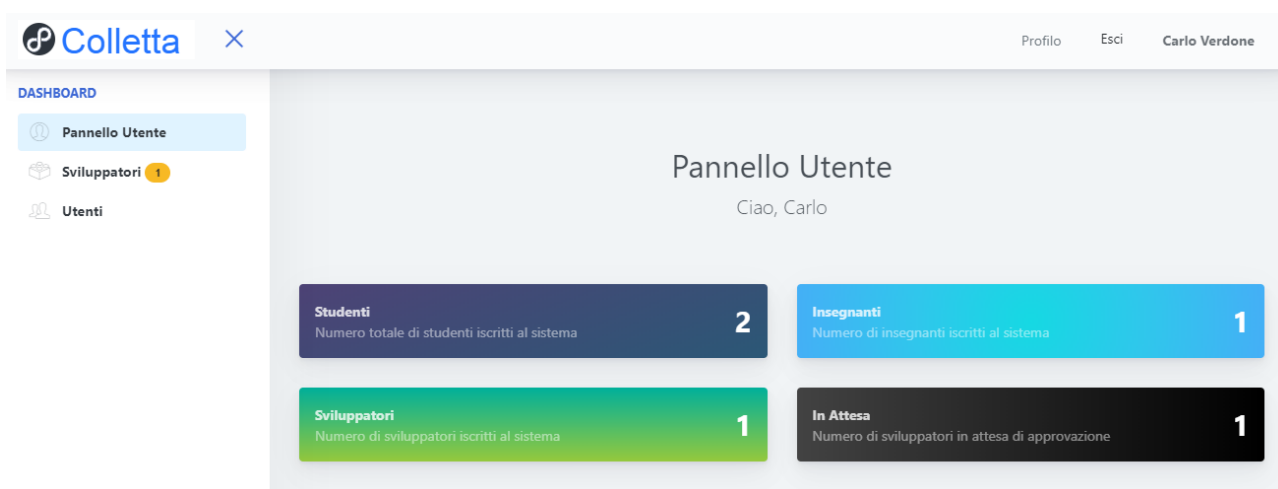 Colletta
Profilo Esci Carlo Verdone
DASHBOARD
Pannello Utente
Sviluppatori 1
Utenti
Pannello Utente
Ciao, Carlo
Studenti
Numero totale di studenti iscritti al sistema
2
Insegnanti
Numero di insegnanti iscritti al sistema
1
Sviluppatori
Numero di sviluppatori iscritti al sistema
1
In Attesa
Numero di sviluppatori in attesa di approvazione
1